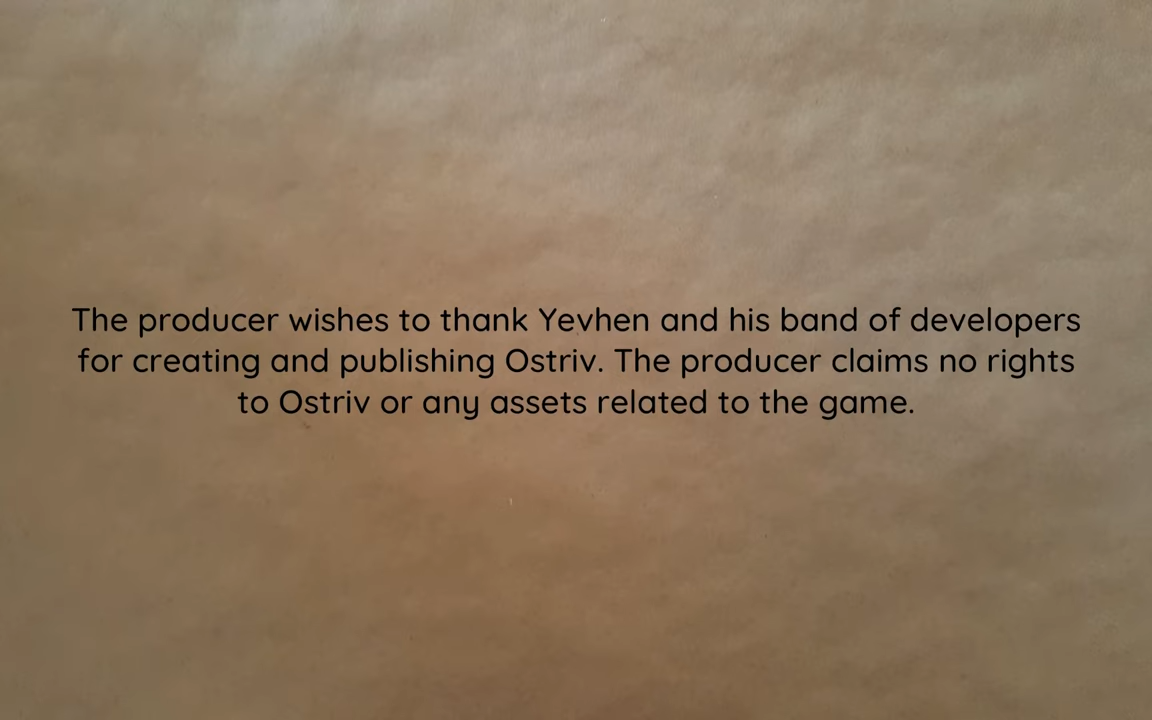 The producer wishes to thank Yevhen and his band of developers
for creating and publishing Ostriv. The producer claims no rights
to Ostriv or any assets related to the game.